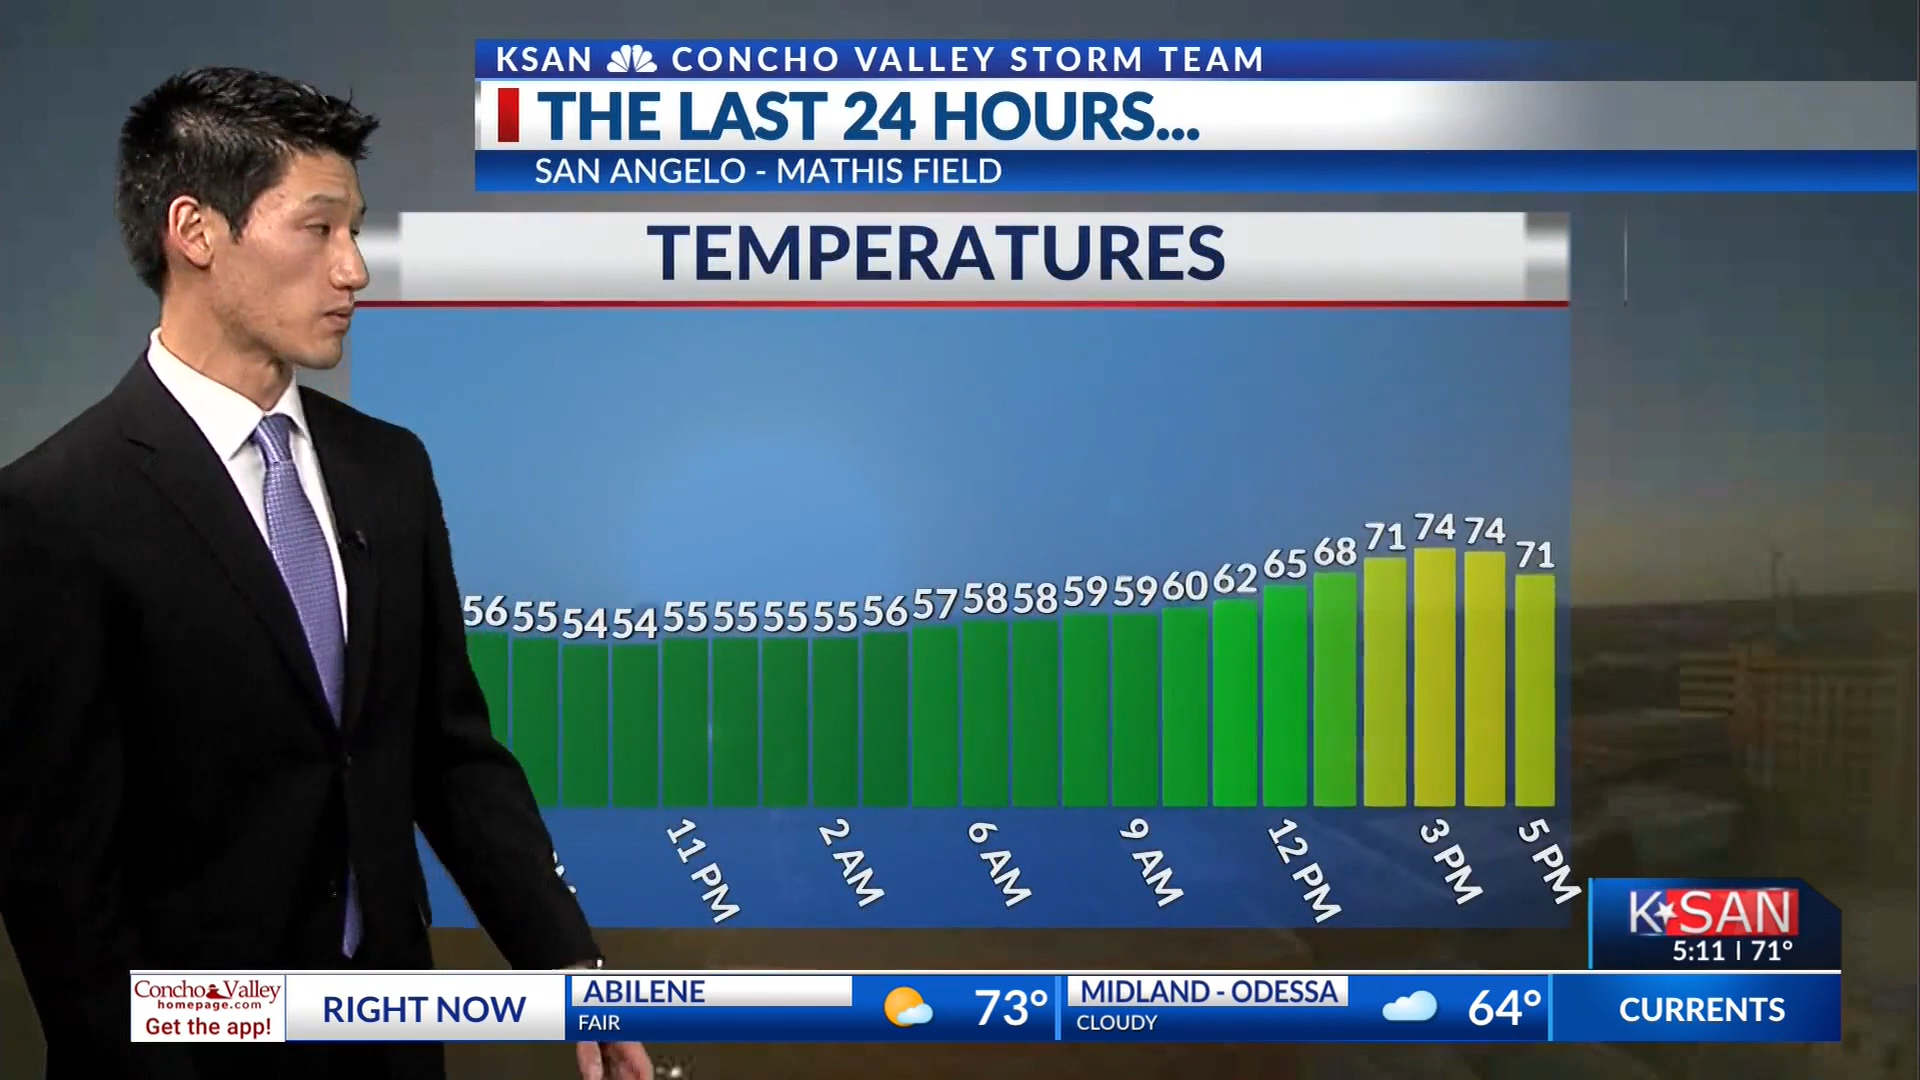 KSAN CONCHO VALLEY STORM TEAM
THE LAST 24 HOURS...
SAN ANGELO - MATHIS FIELD
TEMPERATURES
56 55 54 54 55 55 55 55 56 57 58 58 59 59 60 62 65 68 71 74 74 71
11 PM 2 AM 6 AM 9 AM 12 PM 3 PM 5 PM
K SAN
5:11 | 71°
Concho Valley
homepage.com
Get the app!
RIGHT NOW
ABILENE
FAIR
73°
MIDLAND - ODESSA
CLOUDY
64°
CURRENTS